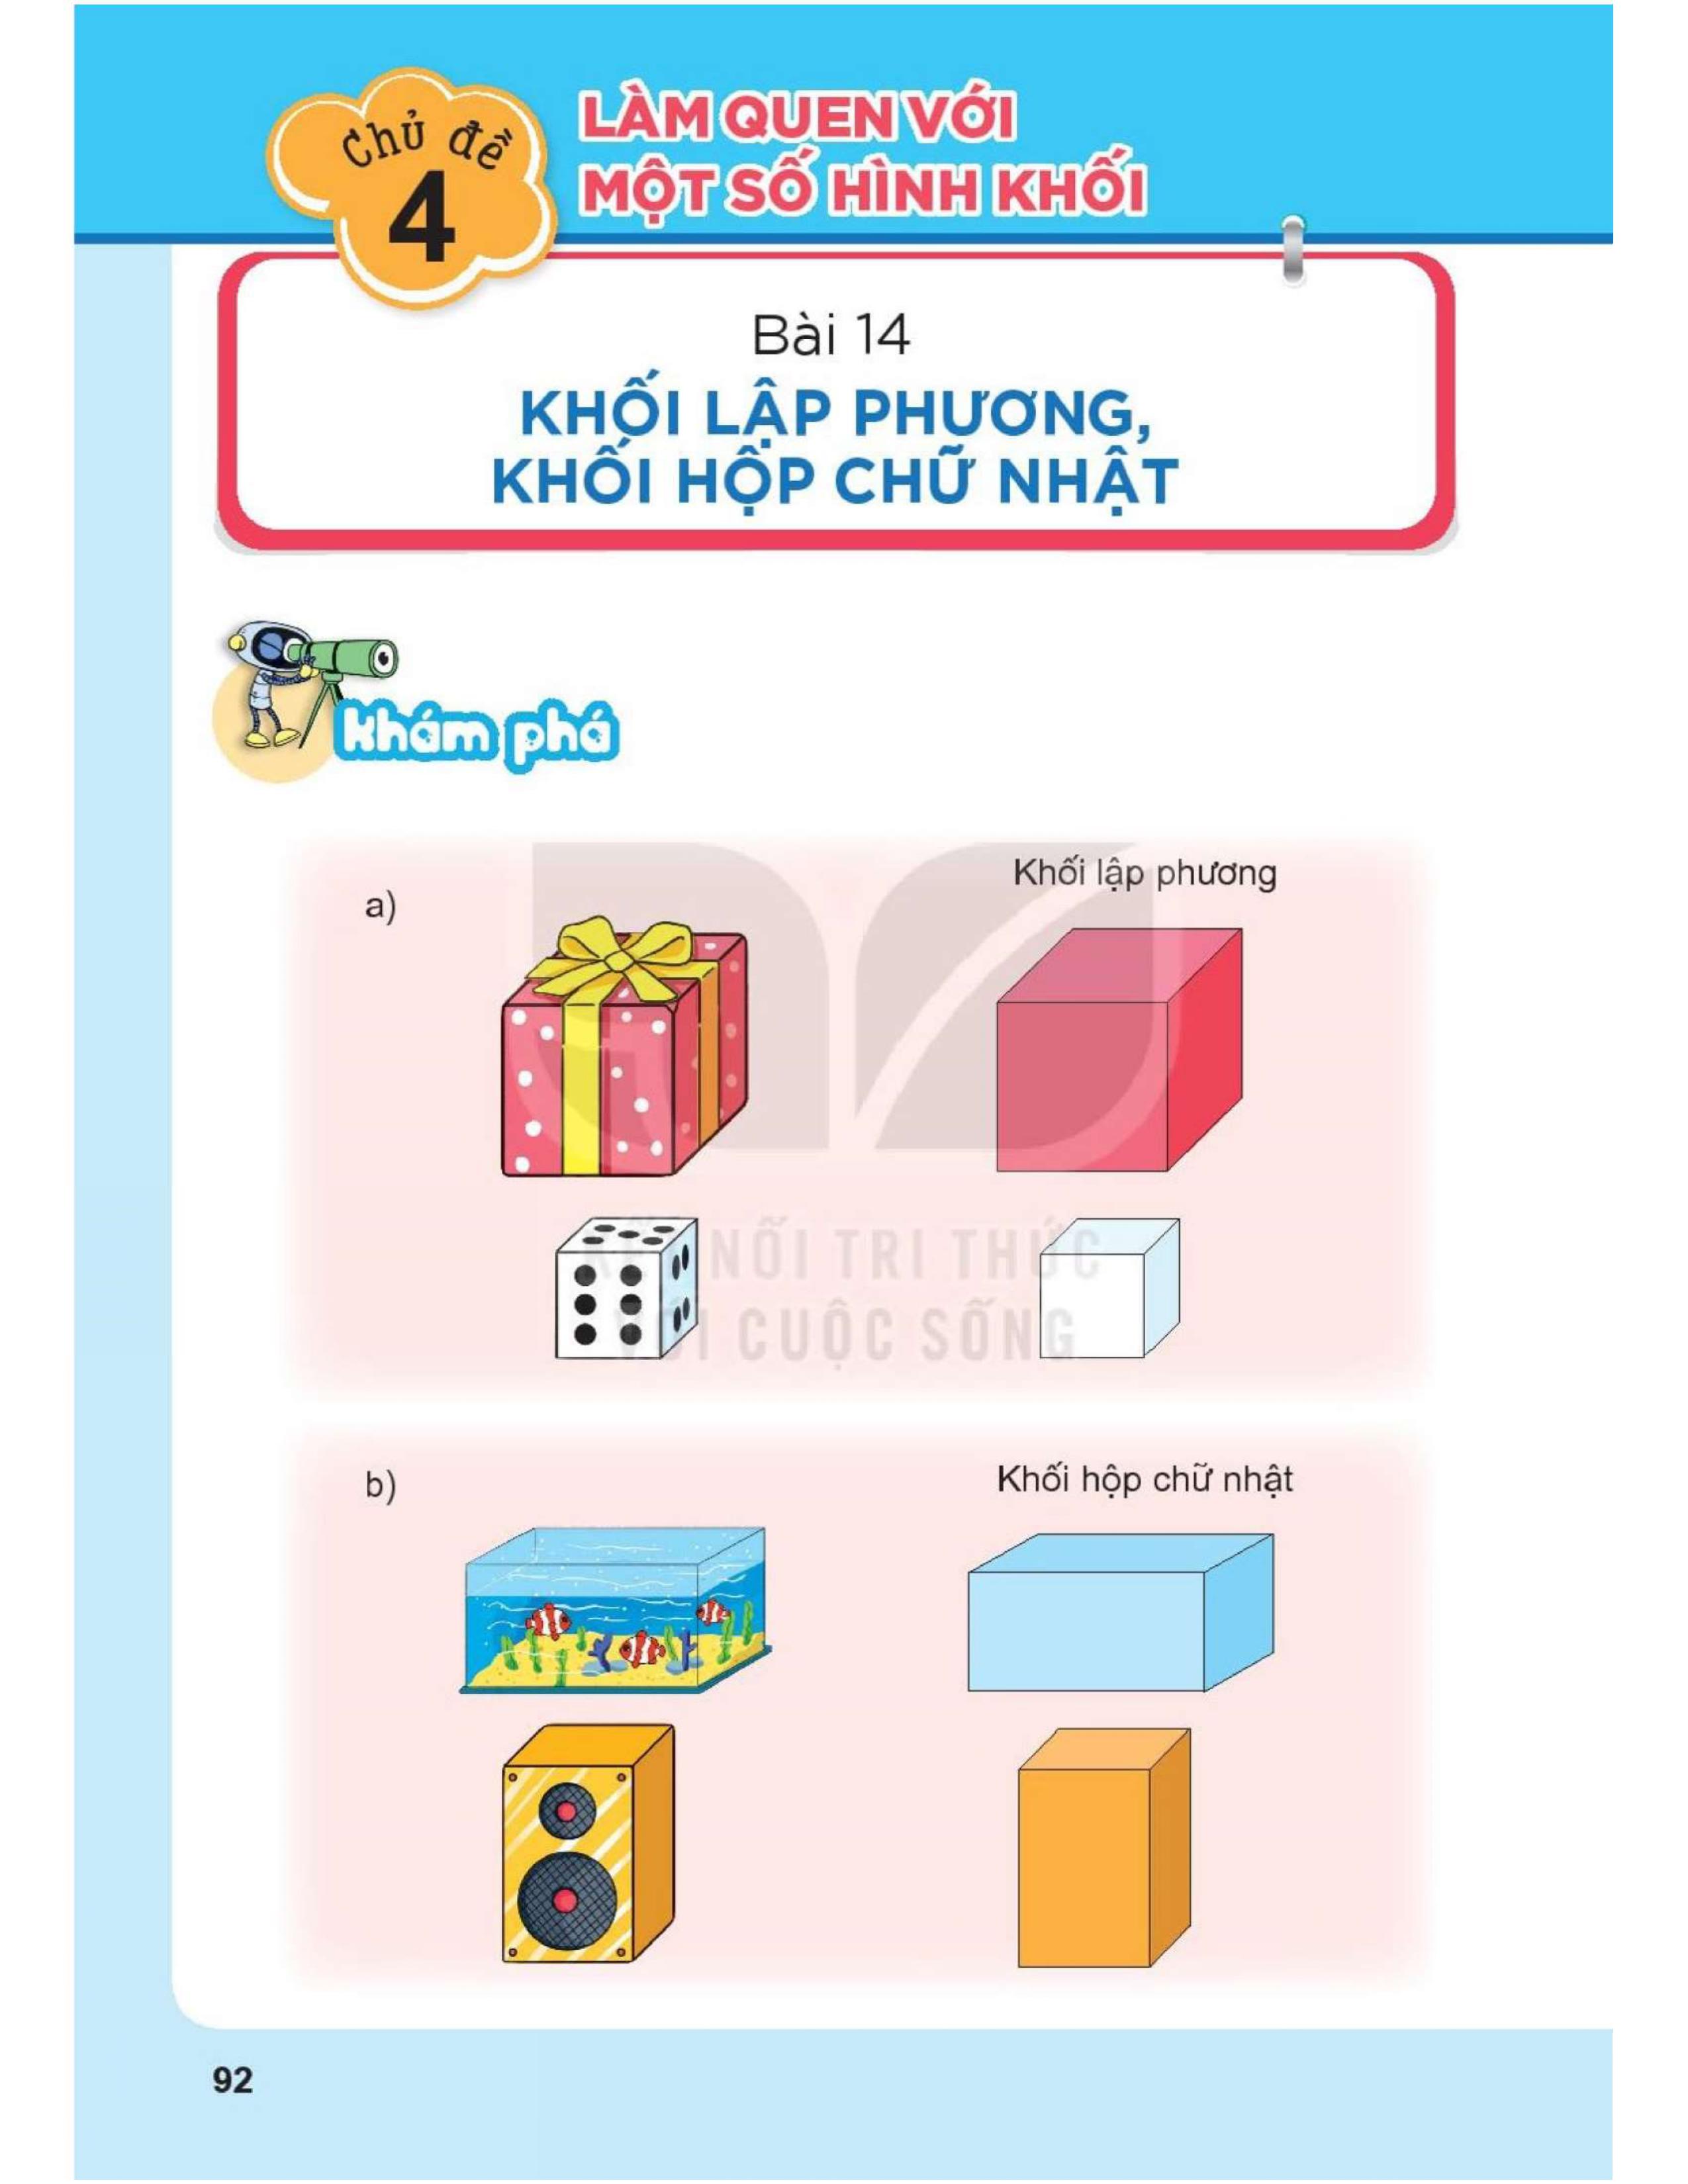 Chủ đề
4
LÀM QUEN VỚI
MỘT SỐ HÌNH KHỐI
Bài 14
KHỐI LẬP PHƯƠNG,
KHỐI HỘP CHỮ NHẬT
Khám phá
a)
Khối lập phương
KẾT NỐI TRI THỨC
VỚI CUỘC SỐNG
b)
Khối hộp chữ nhật
92